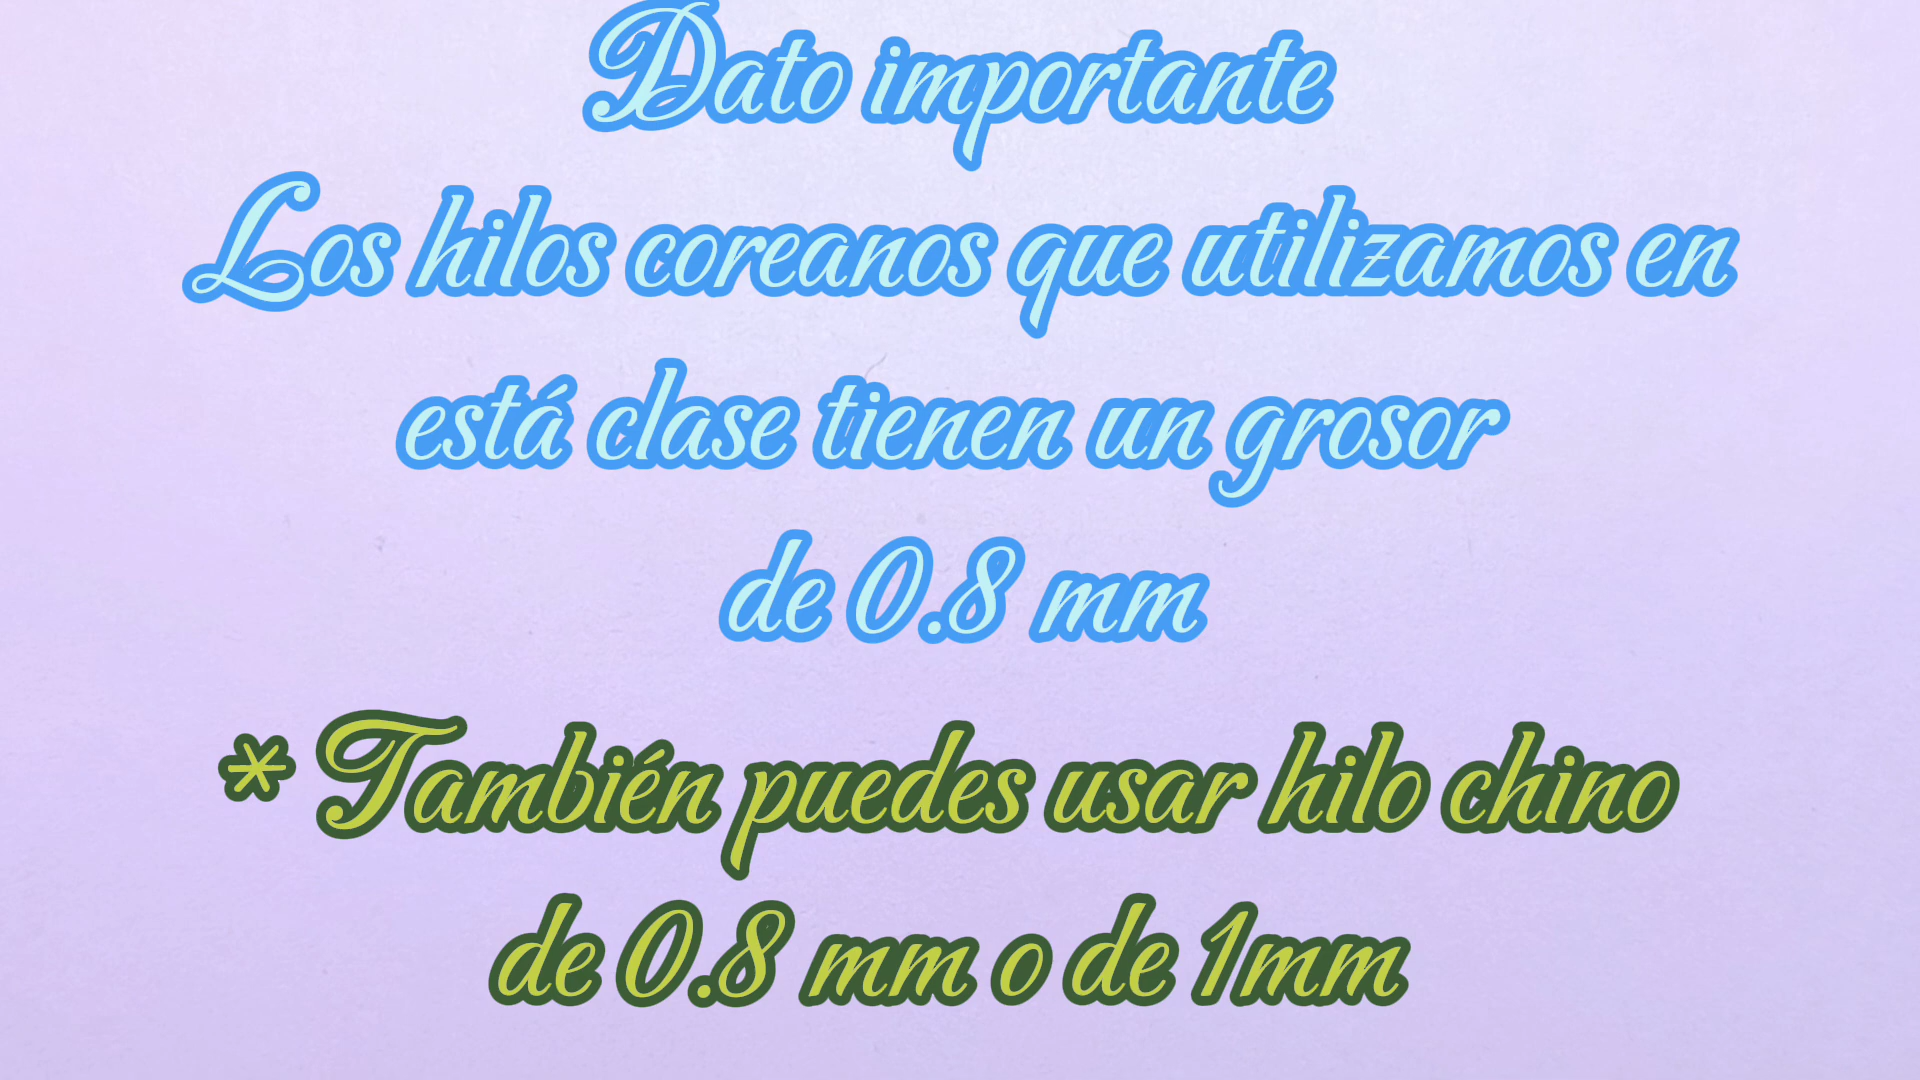 Dato importante
Los hilos coreanos que utilizamos en
está clase tienen un grosor
de 0.8 mm
* También puedes usar hilo chino
de 0.8 mm o de 1mm